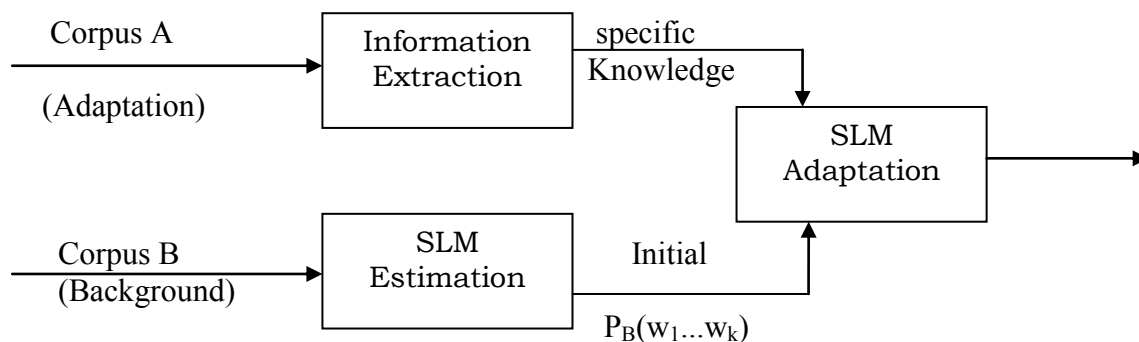 Corpus A
(Adaptation)
Information
Extraction
specific
Knowledge
SLM
Adaptation
Corpus B
(Background)
SLM
Estimation
Initial
P_B(w_1...w_k)